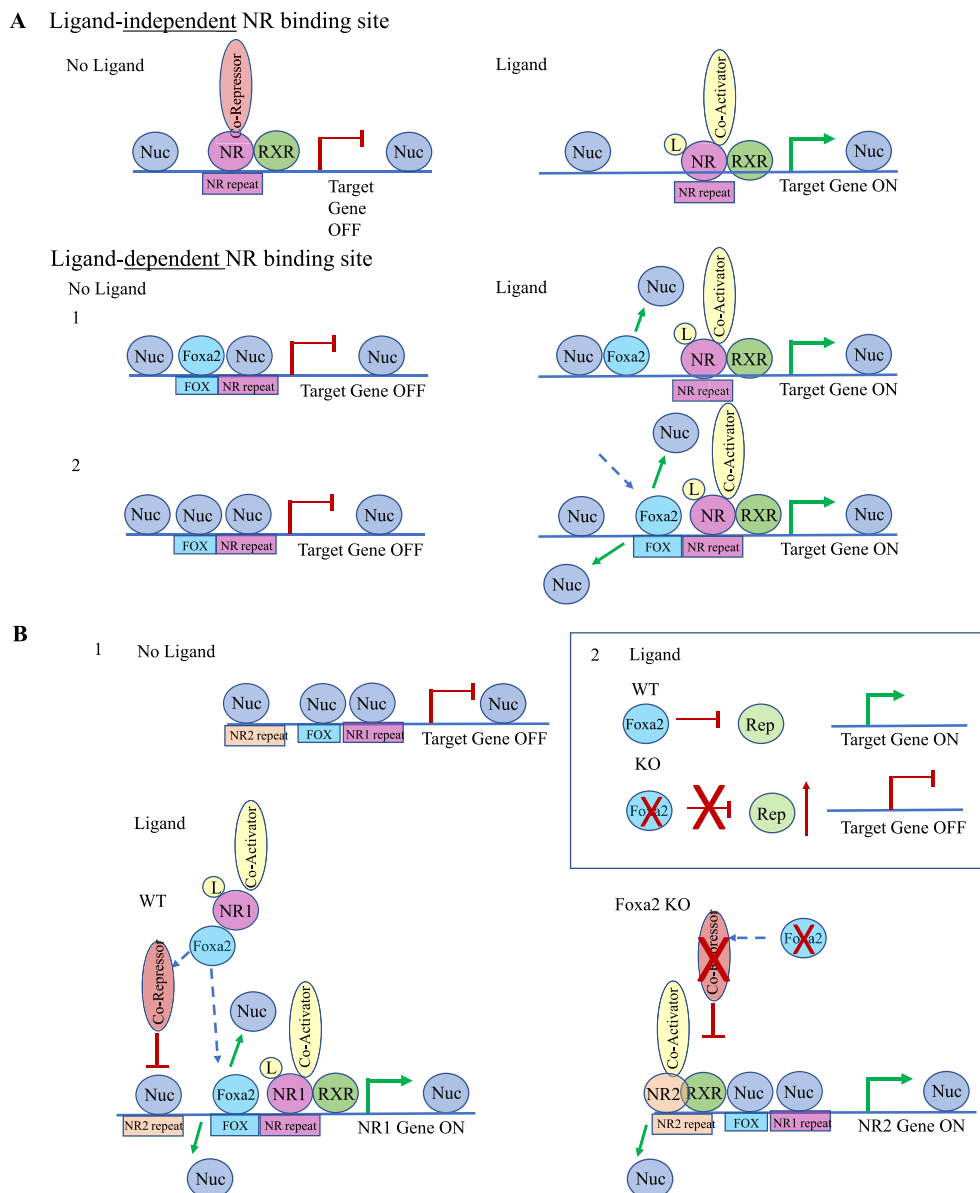 A Ligand-independent NR binding site
No Ligand
Co-Repressor
Nuc NR RXR Nuc
NR repeat
Target
Gene
OFF
Ligand
Co-Activator
L
Nuc NR RXR Nuc
NR repeat
Target Gene ON
Ligand-dependent NR binding site
No Ligand
1
Nuc Foxa2 Nuc Nuc
FOX NR repeat
Target Gene OFF
Ligand
Nuc
Co-Activator
L
Nuc Foxa2 NR RXR Nuc
NR repeat
Target Gene ON
2
Nuc Nuc Nuc Nuc
FOX NR repeat
Target Gene OFF
Nuc
Co-Activator
L
Nuc Foxa2 NR RXR Nuc
FOX NR repeat
Target Gene ON
Nuc
B
1 No Ligand
Nuc Nuc Nuc Nuc
NR2 repeat FOX NR1 repeat
Target Gene OFF
2 Ligand
WT
Foxa2 Rep
Target Gene ON
KO
Foxa2 Rep
Target Gene OFF
Ligand
WT
Co-Activator
L
NR1
Foxa2
Co-Repressor
Nuc
Co-Activator
L
Nuc Foxa2 NR1 RXR Nuc
NR2 repeat FOX NR repeat
NR1 Gene ON
Nuc
Foxa2 KO
Co-Repressor
Foxa2
Co-Activator
NR2 RXR Nuc Nuc Nuc
NR2 repeat FOX NR1 repeat
NR2 Gene ON
Nuc